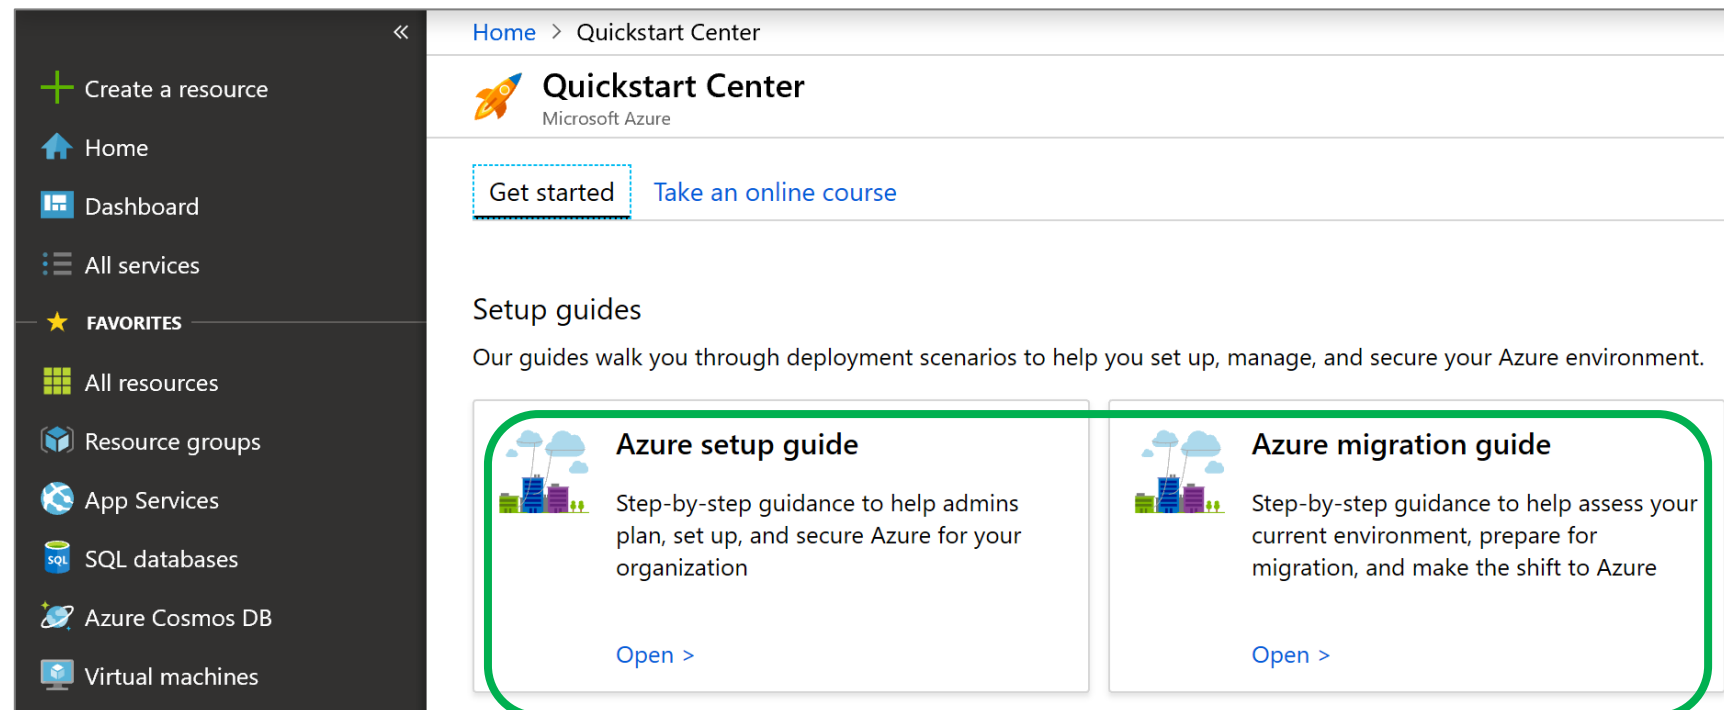 «
Create a resource
Home
Dashboard
All services
FAVORITES
All resources
Resource groups
App Services
SQL
SQL databases
Azure Cosmos DB
Virtual machines
Home > Quickstart Center
Quickstart Center
Microsoft Azure
Get started
Take an online course
Setup guides
Our guides walk you through deployment scenarios to help you set up, manage, and secure your Azure environment.
Azure setup guide
Step-by-step guidance to help admins
plan, set up, and secure Azure for your
organization
Open >
Azure migration guide
Step-by-step guidance to help assess your
current environment, prepare for
migration, and make the shift to Azure
Open >